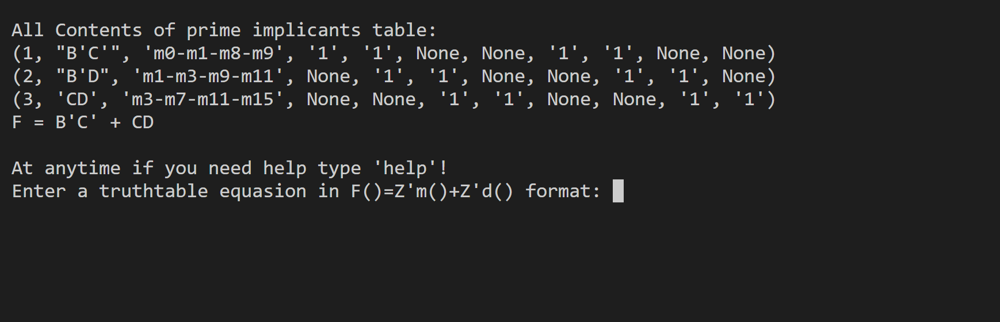 All Contents of prime implicants table:
(1, "B'C'", 'm0-m1-m8-m9', '1', '1', None, None, '1', '1', None, None)
(2, "B'D", 'm1-m3-m9-m11', None, '1', '1', None, None, '1', '1', None)
(3, 'CD', 'm3-m7-m11-m15', None, None, '1', '1', None, None, '1', '1')
F = B'C' + CD
At anytime if you need help type 'help'!
Enter a truthtable equasion in F()=Z'm()+Z'd() format: